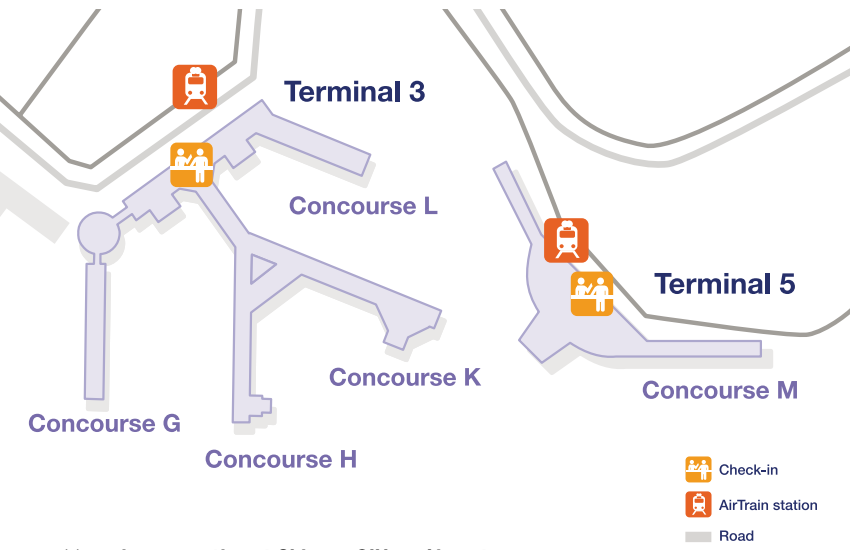 Terminal 3
Concourse L
Terminal 5
Concourse K
Concourse M
Concourse G
Concourse H
Check-in
AirTrain station
Road